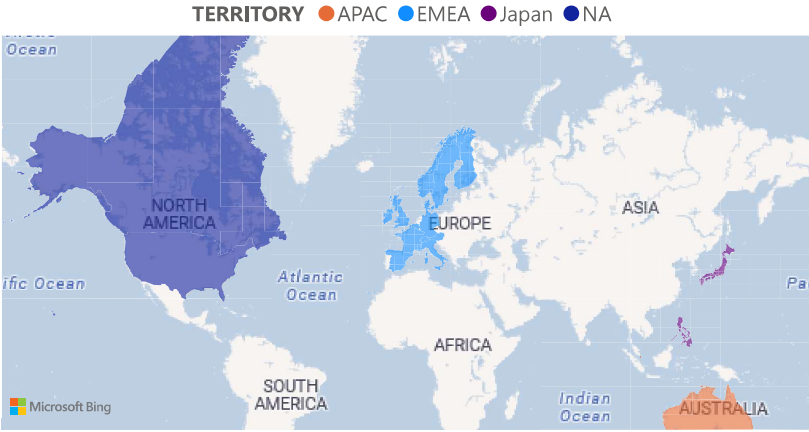 TERRITORY APAC EMEA Japan NA
Ocean
NORTH
AMERICA
EUROPE
ASIA
ific Ocean
Atlantic
Ocean
Pa
AFRICA
SOUTH
AMERICA
Indian
Ocean
AUSTRALIA
Microsoft Bing